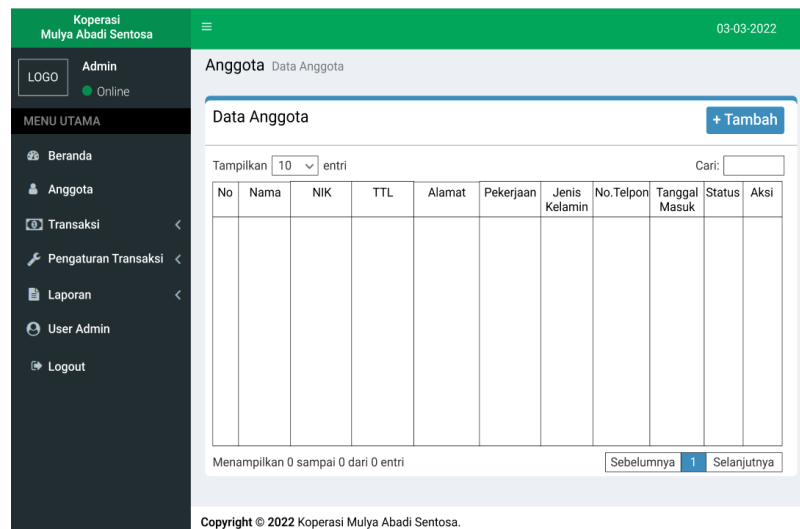 Koperasi
Mulya Abadi Sentosa
03-03-2022
LOGO
Admin
Online
MENU UTAMA
Beranda
Anggota
Transaksi
Pengaturan Transaksi
Laporan
User Admin
Logout
Anggota Data Anggota
Data Anggota
+ Tambah
Tampilkan 10 entri
Cari:
No Nama NIK TTL Alamat Pekerjaan Jenis Kelamin No.Telpon Tanggal Masuk Status Aksi
Menampilkan 0 sampai 0 dari 0 entri
Sebelumnya 1 Selanjutnya
Copyright © 2022 Koperasi Mulya Abadi Sentosa.